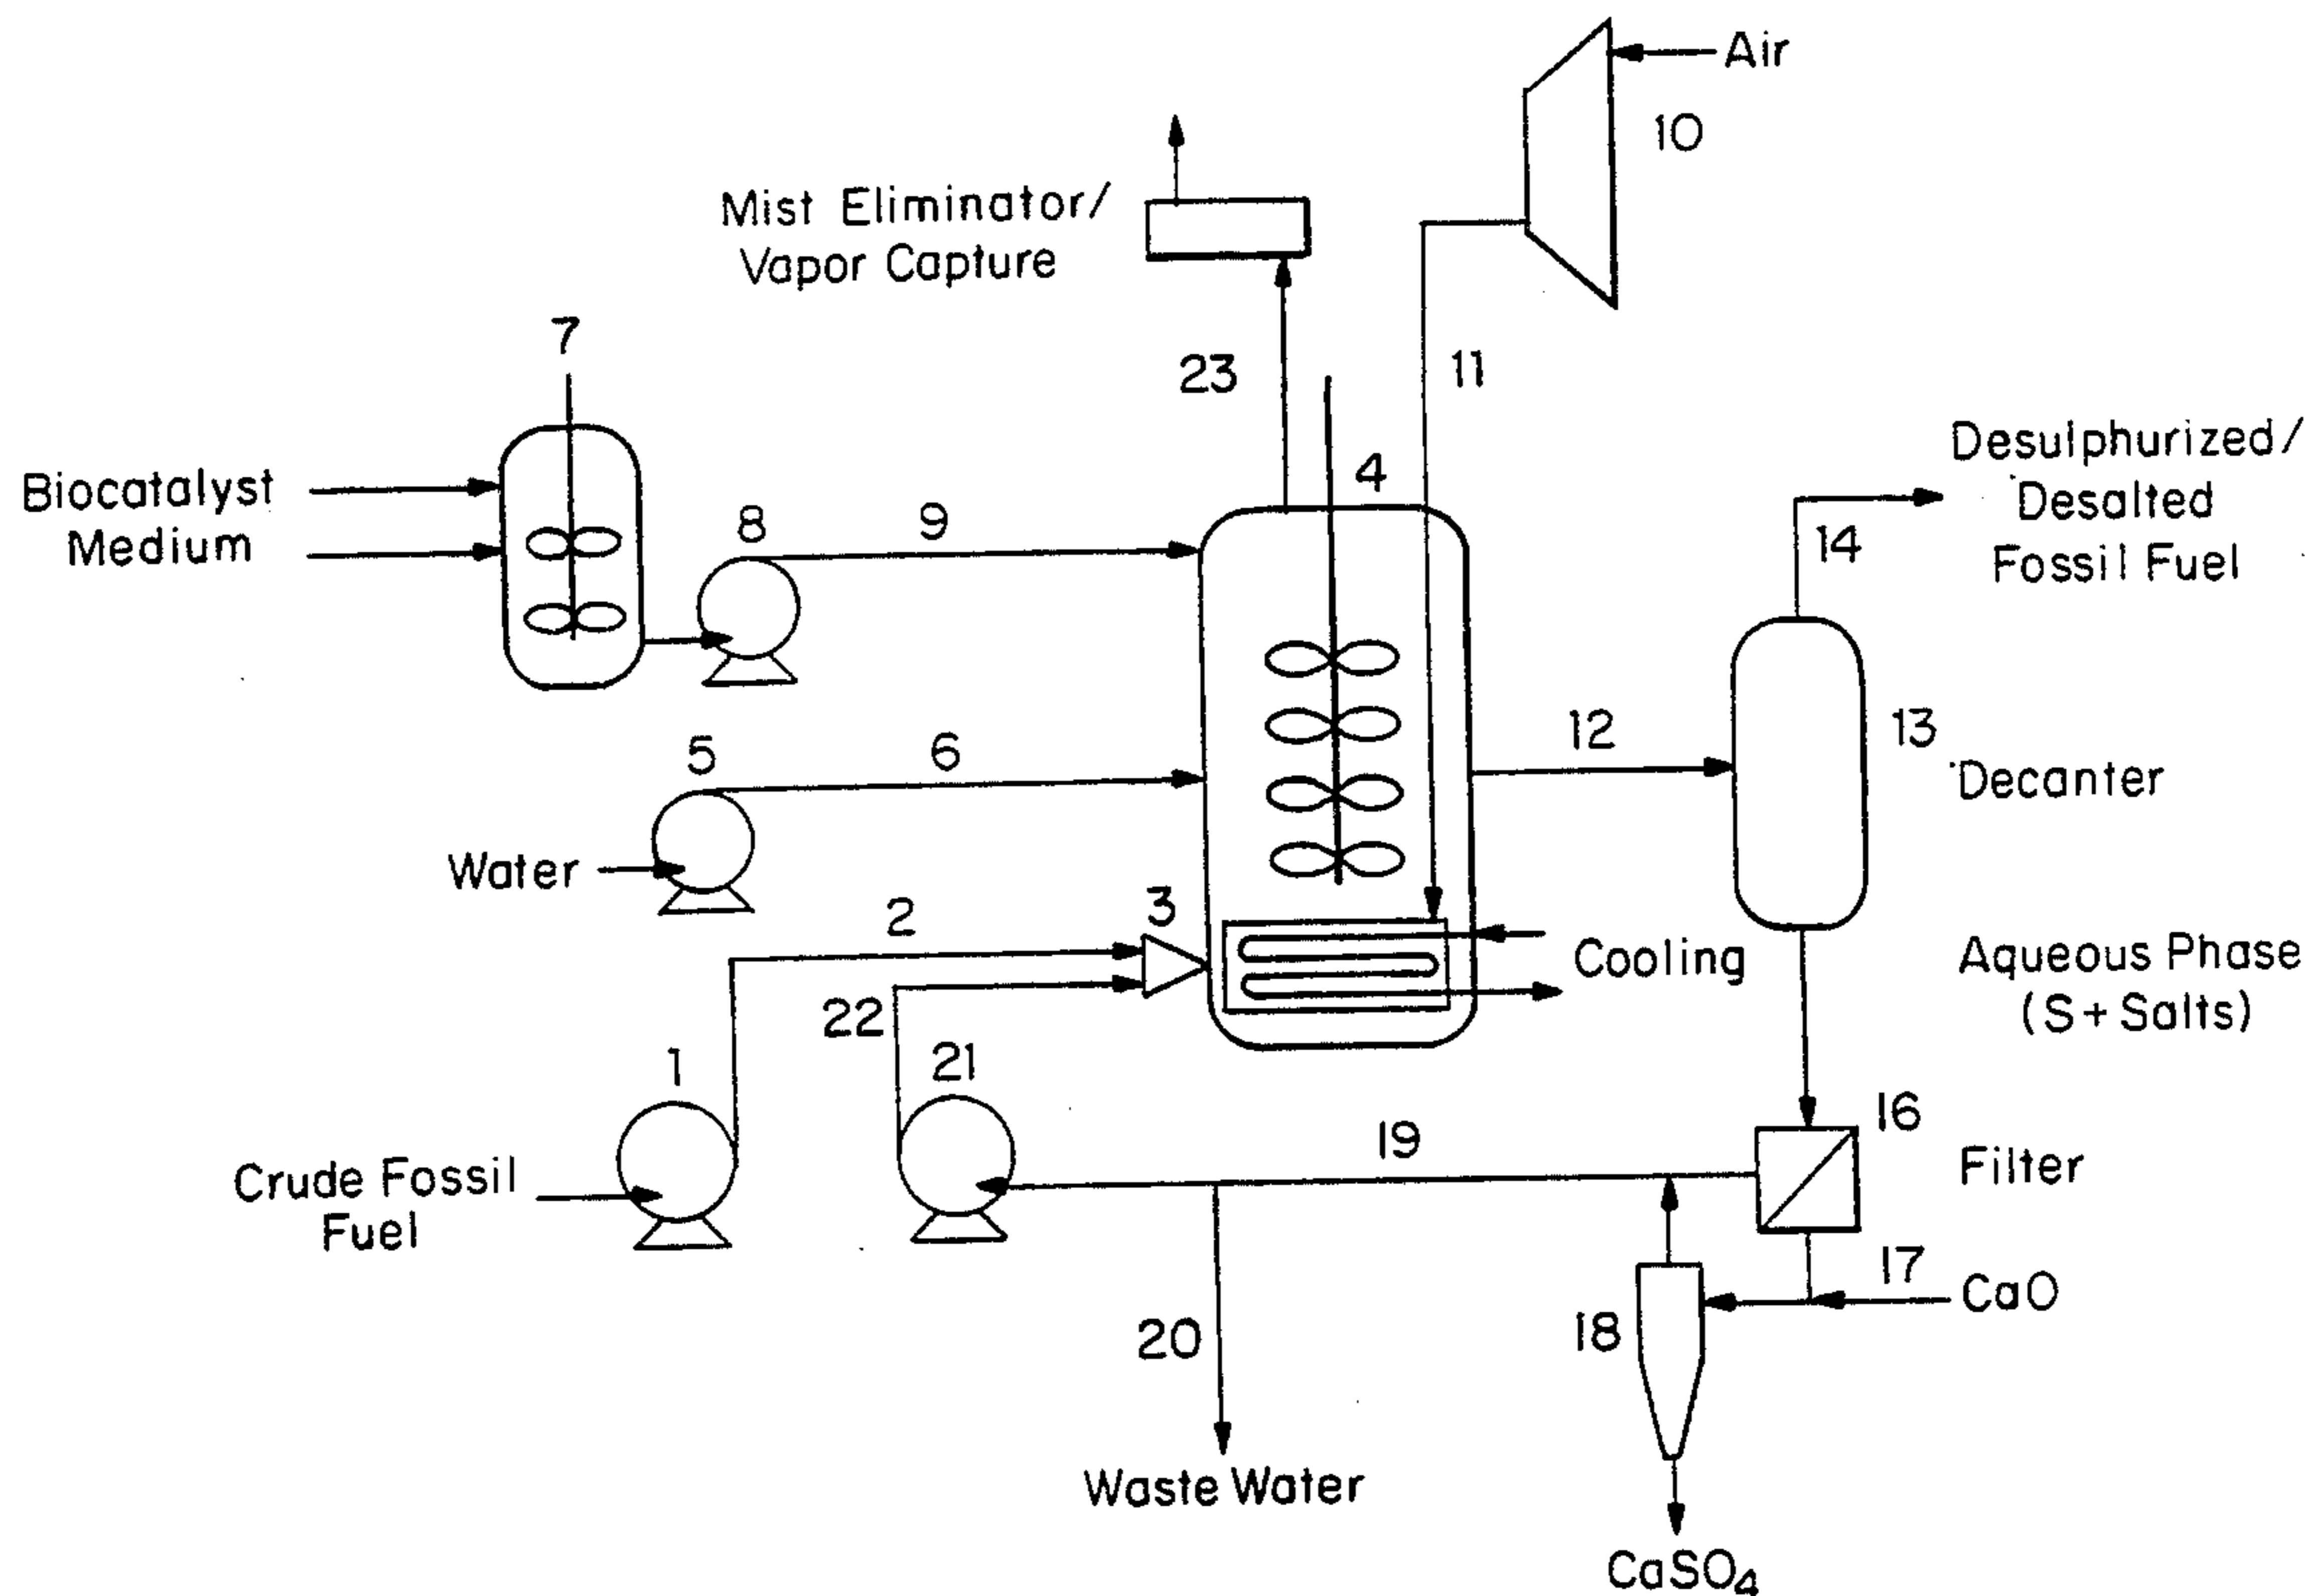 Air
10
Mist Eliminator/
Vapor Capture
7
23
11
4
Desulphurized/
Desalted
Fossil Fuel
14
Biocatalyst
Medium
8
9
12
13
Decanter
5
6
Water
2
3
Cooling
Aqueous Phase
(S + Salts)
22
1
21
19
16
Filter
Crude Fossil
Fuel
17
CaO
18
20
Waste Water
CaSO₄